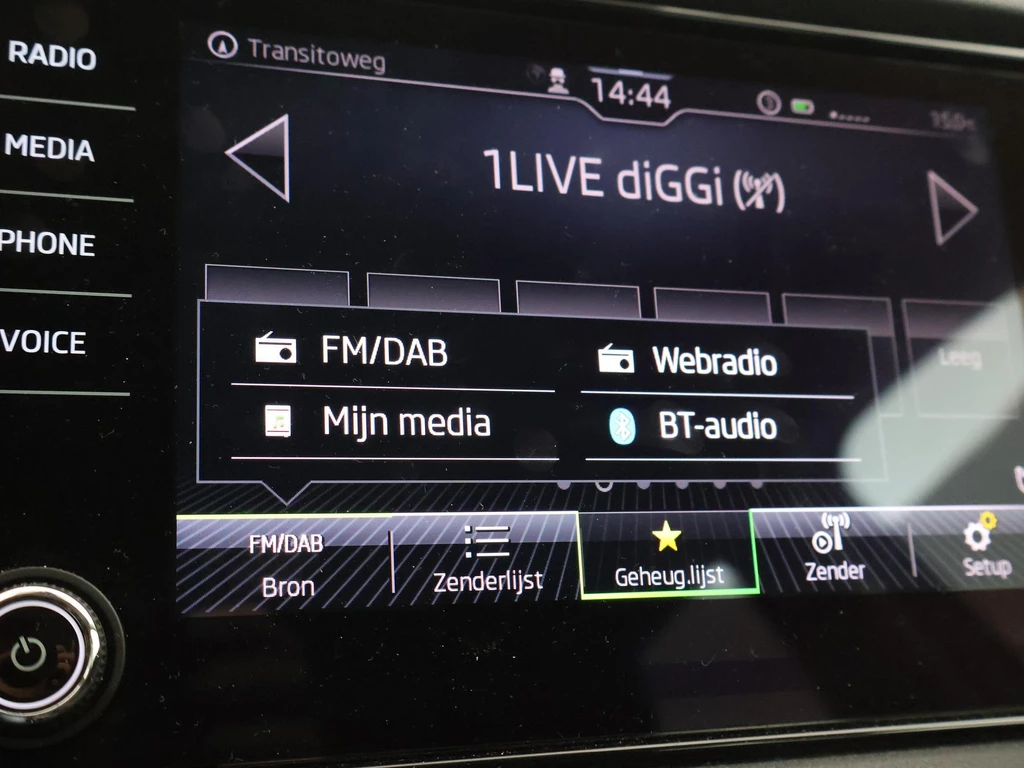 RADIO
MEDIA
PHONE
VOICE
Transitoweg
14:44
1LIVE diGGi
FM/DAB
Webradio
Mijn media
BT-audio
Leeg
FM/DAB
Bron
Zenderlijst
Geheug.lijst
Zender
Setup